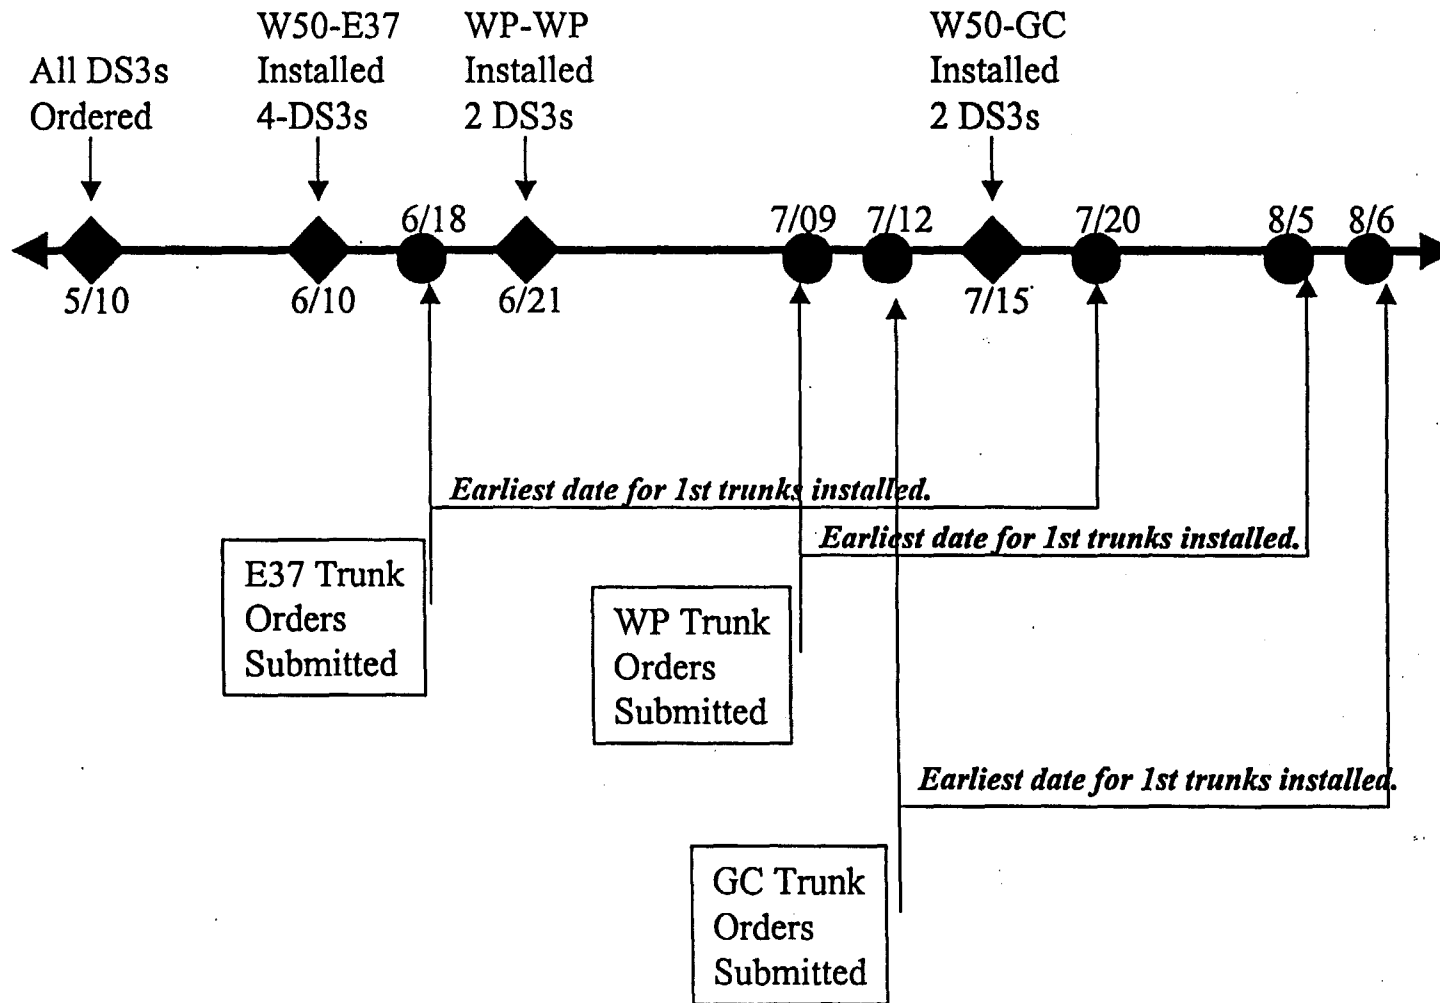 All DS3s
Ordered
W50-E37
Installed
4-DS3s
WP-WP
Installed
2 DS3s
W50-GC
Installed
2 DS3s
6/18
7/09
7/12
7/20
8/5
8/6
5/10
6/10
6/21
7/15
Earliest date for 1st trunks installed.
Earliest date for 1st trunks installed.
E37 Trunk
Orders
Submitted
WP Trunk
Orders
Submitted
Earliest date for 1st trunks installed.
GC Trunk
Orders
Submitted